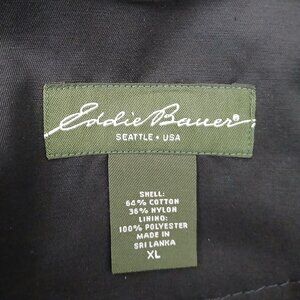 Eddie Bauer®
SEATTLE • USA
SHELL:
64% COTTON
36% NYLON
LINING:
100% POLYESTER
MADE IN
SRI LANKA
XL